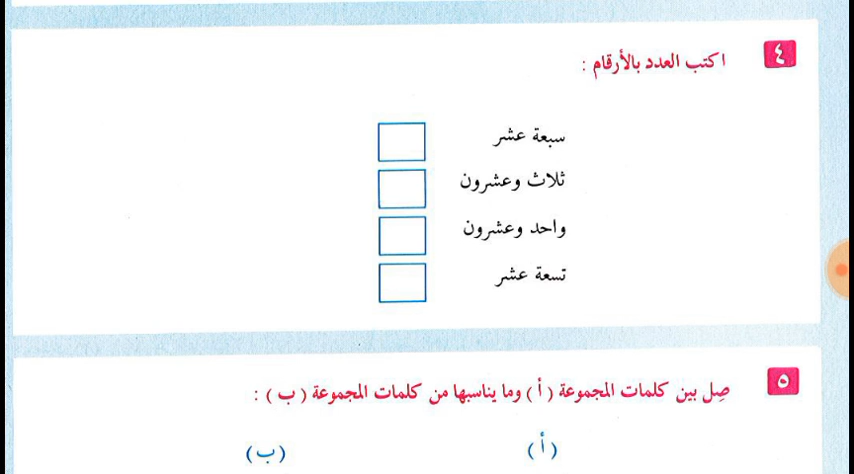 ٤ اكتب العدد بالأرقام :
سبعة عشر
ثلاث وعشرون
واحد وعشرون
تسعة عشر
٥ صِل بين كلمات المجموعة ( أ ) وما يناسبها من كلمات المجموعة ( ب ) :
( أ ) ( ب )